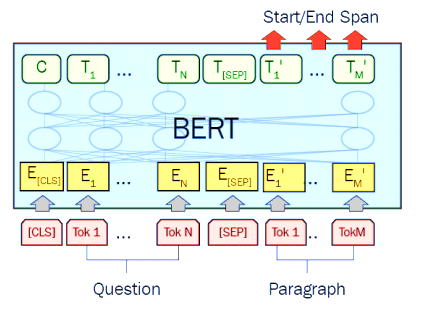 Start/End Span
C T1 ... TN T[SEP] T1' ... TM'
BERT
E[CLS] E1 ... EN E[SEP] E1' ... EM'
[CLS] Tok 1 ... Tok N [SEP] Tok 1 .. TokM
Question Paragraph